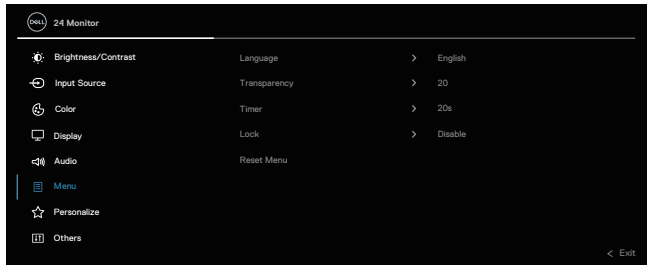 DELL 24 Monitor
Brightness/Contrast Language > English
Input Source Transparency > 20
Color Timer > 20s
Display Lock > Disable
Audio Reset Menu
Menu
Personalize
Others
< Exit